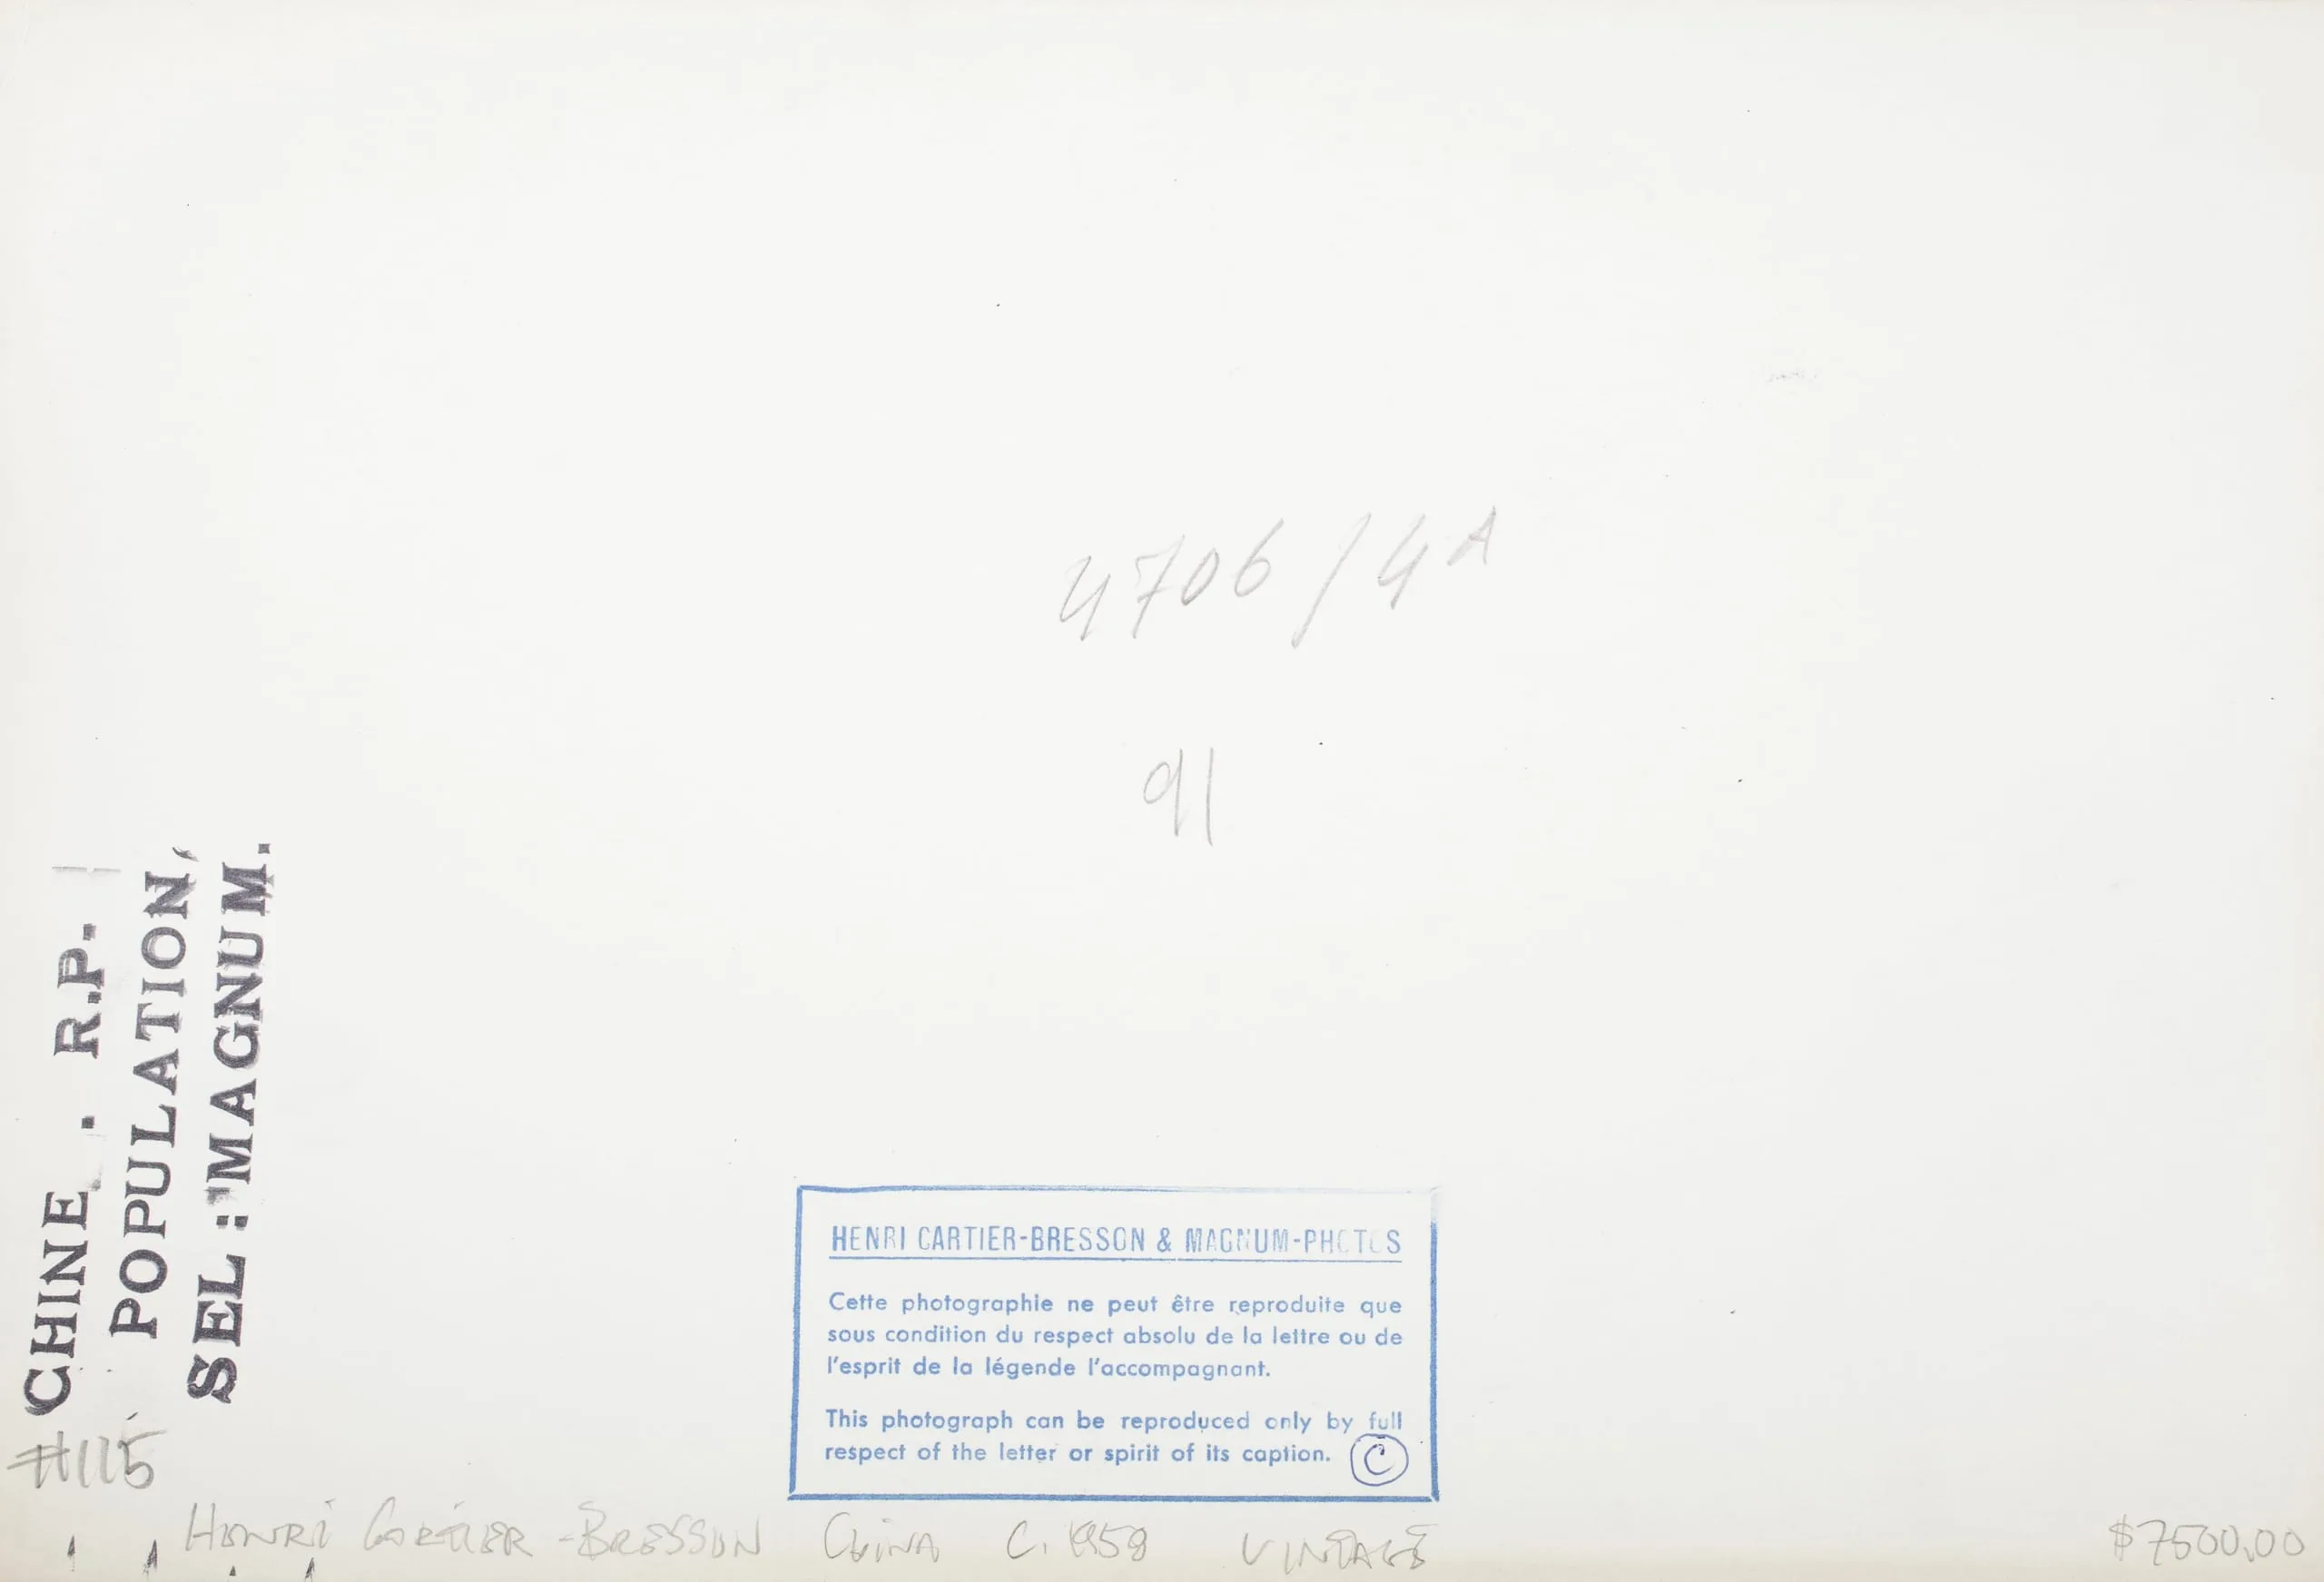 4706/4A
91
CHINE . R.P.
POPULATION,
SEL : MAGNUM.
#115
HENRI CARTIER-BRESSON & MAGNUM-PHOTOS
Cette photographie ne peut être reproduite que
sous condition du respect absolu de la lettre ou de
l'esprit de la légende l'accompagnant.
This photograph can be reproduced only by full
respect of the letter or spirit of its caption. ©
HENRI CARTIER-BRESSON CHINA C. 1958 VINTAGE
$7500.00